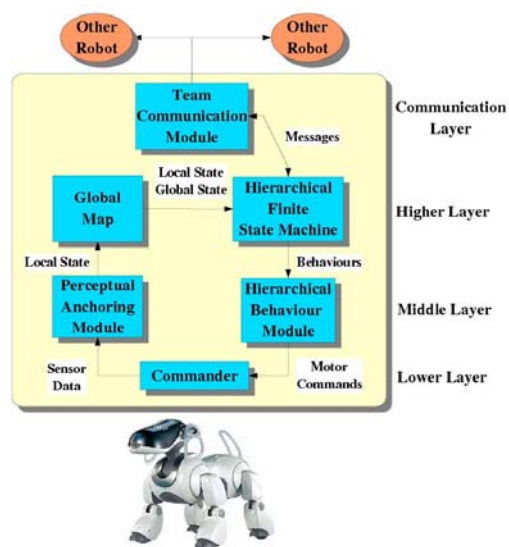 Other
Robot
Other
Robot
Team
Communication
Module
Communication
Layer
Messages
Local State
Global State
Global
Map
Hierarchical
Finite
State Machine
Higher Layer
Local State
Behaviours
Perceptual
Anchoring
Module
Hierarchical
Behaviour
Module
Middle Layer
Sensor
Data
Commander
Motor
Commands
Lower Layer